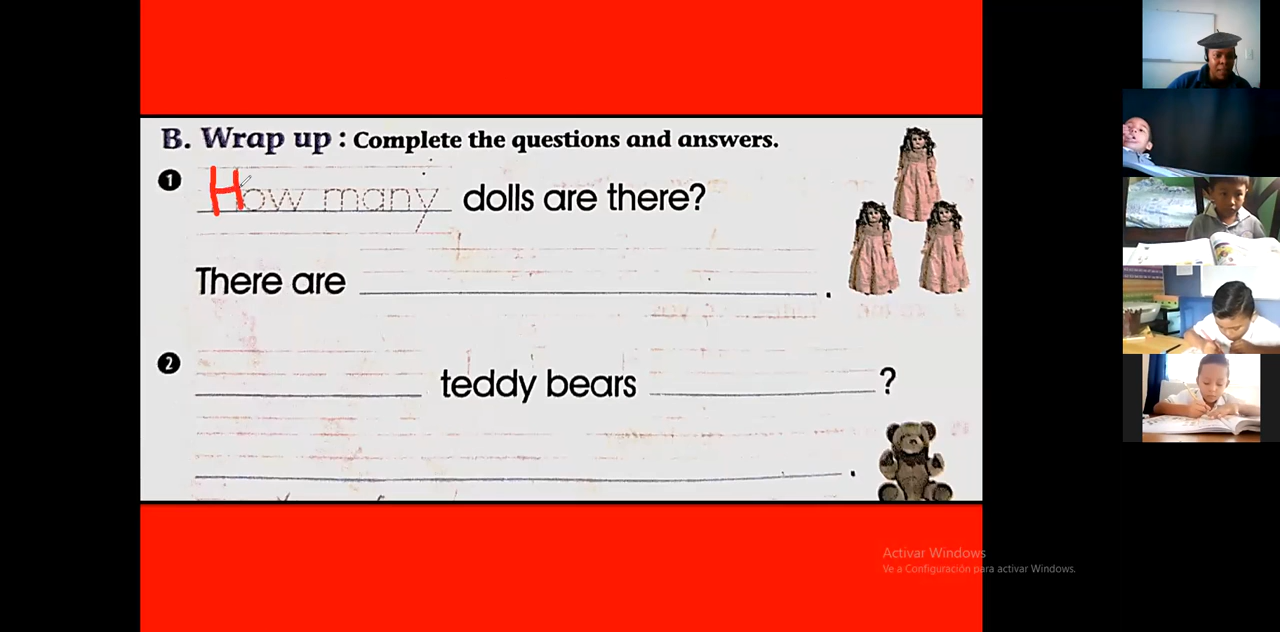 B. Wrap up: Complete the questions and answers.
1 How many dolls are there?
There are .
2 teddy bears ?
.
Activar Windows
Ve a Configuración para activar Windows.